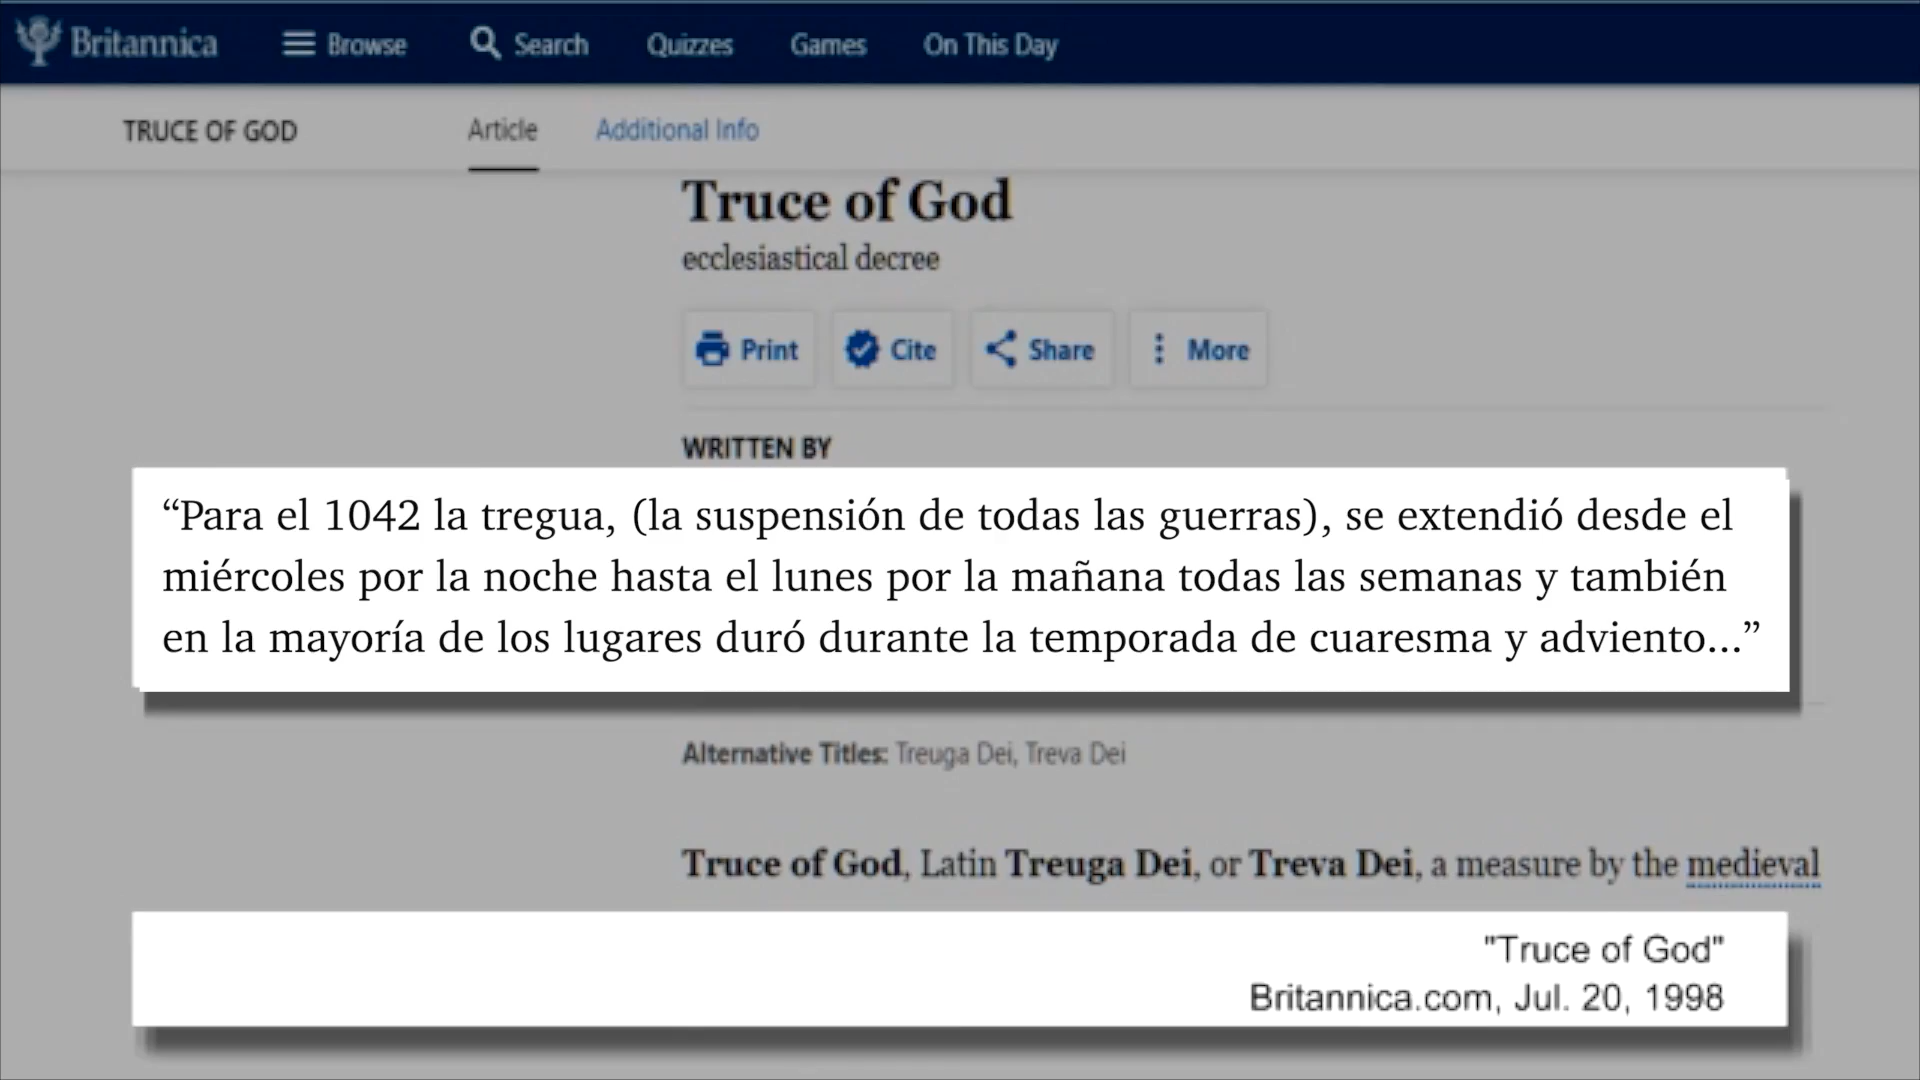 Britannica Browse Search Quizzes Games On This Day
TRUCE OF GOD Article Additional Info
Truce of God
ecclesiastical decree
Print Cite Share More
WRITTEN BY
“Para el 1042 la tregua, (la suspensión de todas las guerras), se extendió desde el
miércoles por la noche hasta el lunes por la mañana todas las semanas y también
en la mayoría de los lugares duró durante la temporada de cuaresma y adviento...”
Alternative Titles: Treuga Dei, Treva Dei
Truce of God, Latin Treuga Dei, or Treva Dei, a measure by the medieval
"Truce of God"
Britannica.com, Jul. 20, 1998